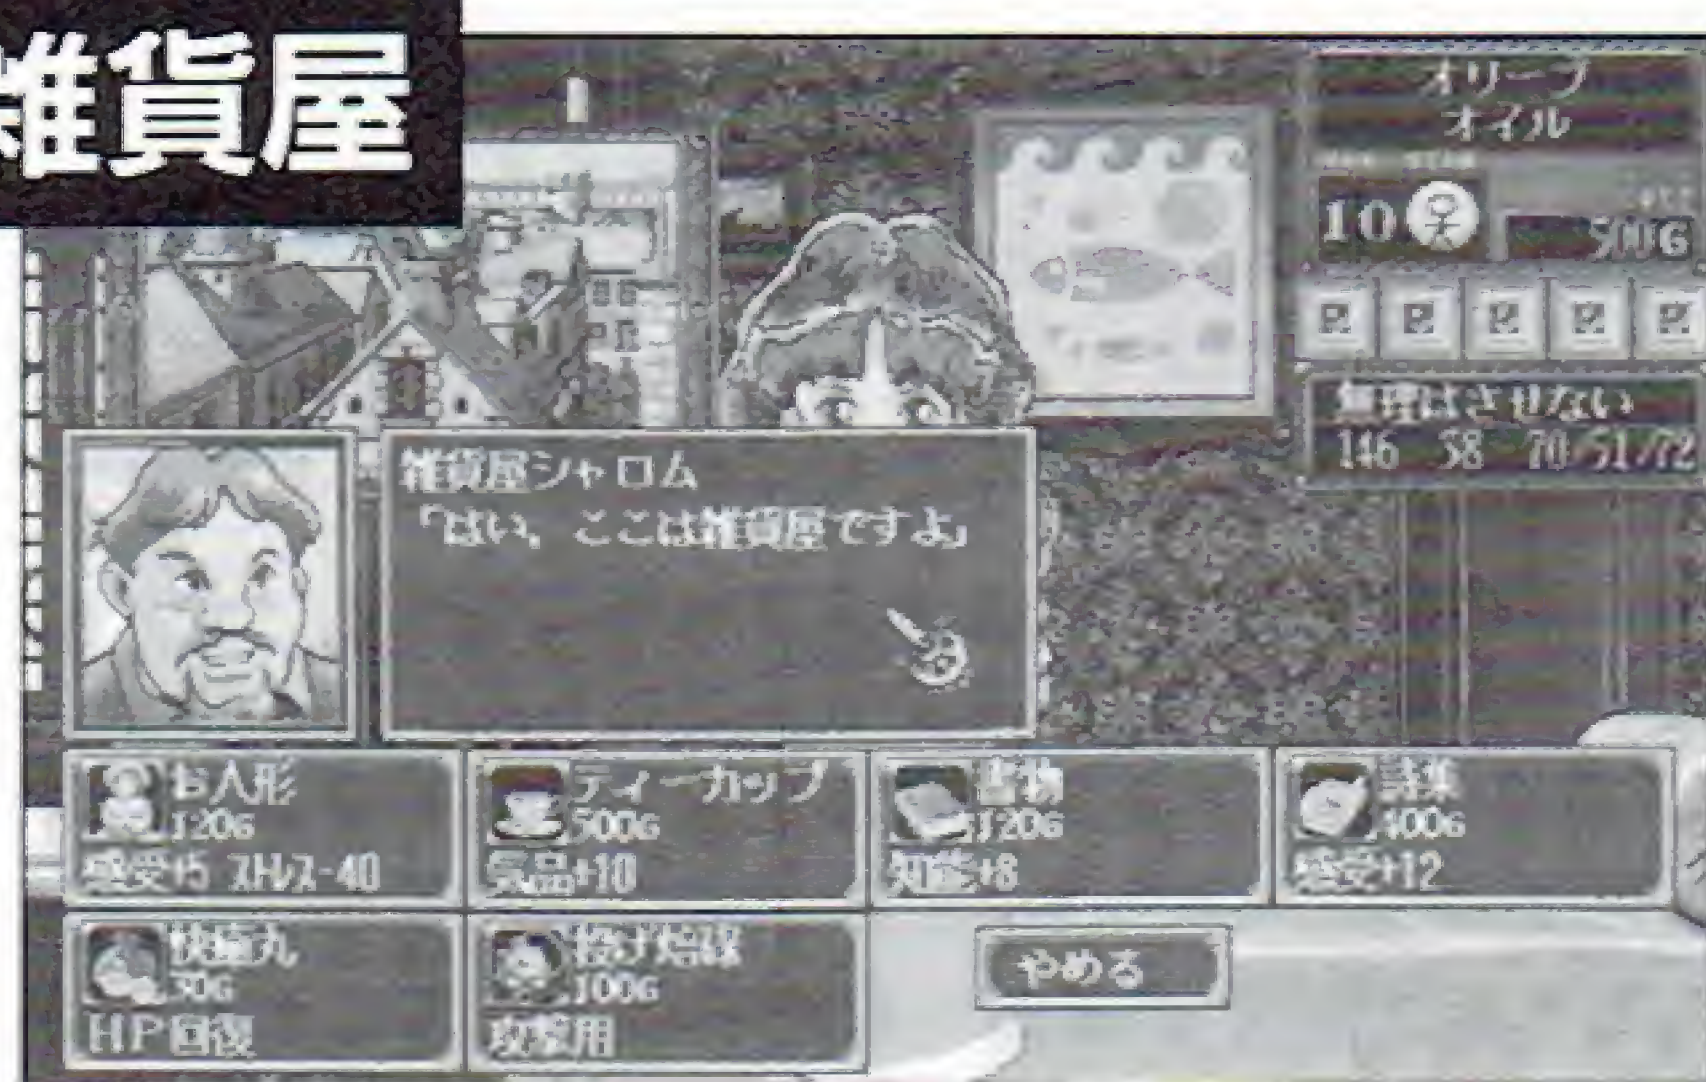 雑貨屋
オリーブ
オイル
10 500G
無理はさせない
146 58 70 51 72
雑貨屋シャロム
「はい、ここは雑貨屋ですよ」
お人形
120G
感受+5 ストレス-40
ティーカップ
500G
気品+10
書物
120G
知能+8
詩集
400G
感受+12
快癒丸
30G
HP回復
100G
攻撃用
やめる